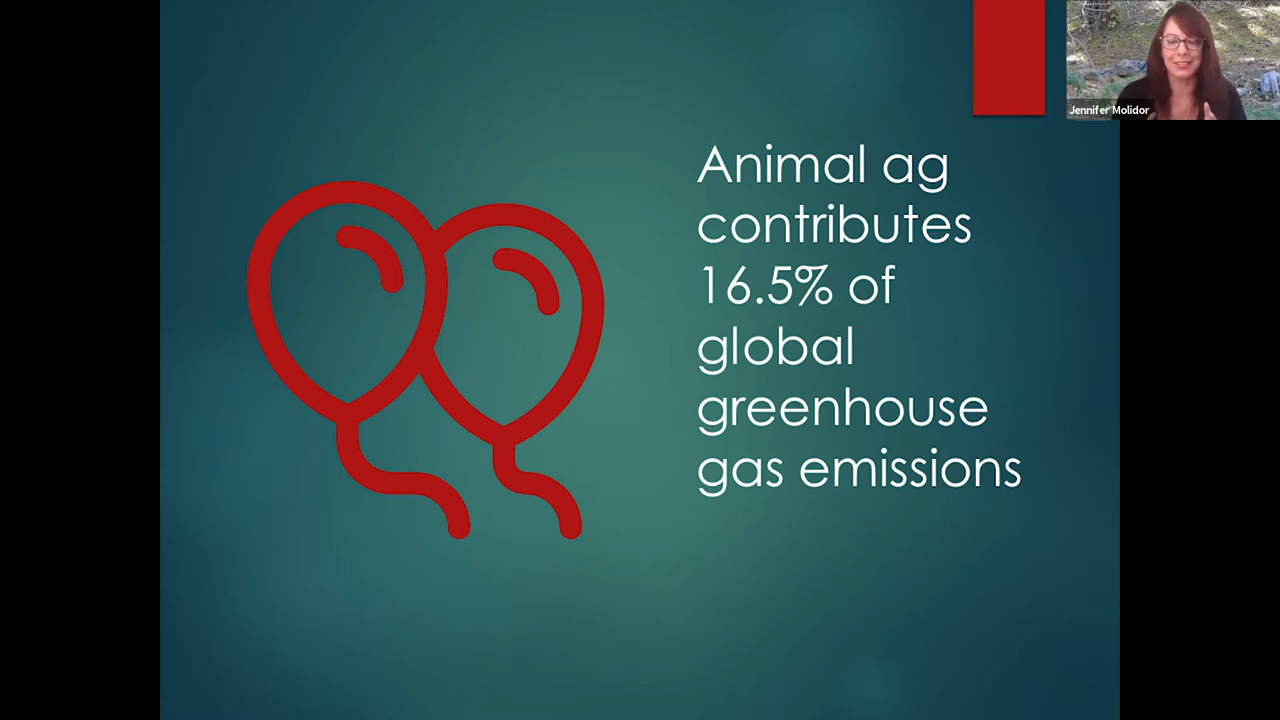 Jennifer Molidor
Animal ag
contributes
16.5% of
global
greenhouse
gas emissions